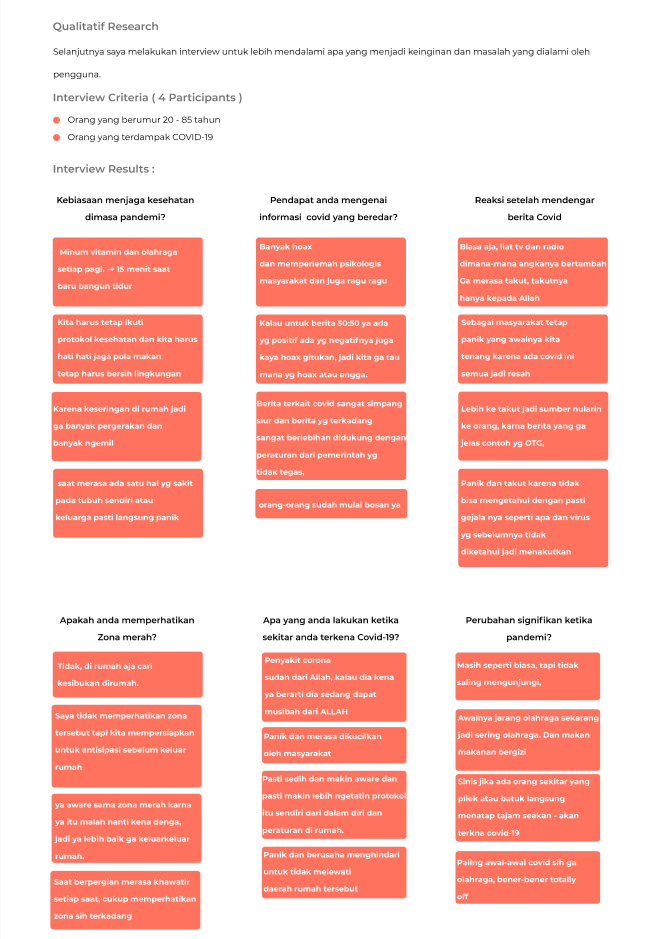 Qualitatif Research
Selanjutnya saya melakukan interview untuk lebih mendalami apa yang menjadi keinginan dan masalah yang dialami oleh
pengguna.
Interview Criteria ( 4 Participants )
Orang yang berumur 20 - 85 tahun
Orang yang terdampak COVID-19
Interview Results :
Kebiasaan menjaga kesehatan
dimasa pandemi?
Minum vitamin dan olahraga
setiap pagi. -+ 15 menit saat
baru bangun tidur
Kita harus tetap ikuti
protokol kesehatan dan kita harus
hati hati jaga pola makan
tetap harus bersih lingkungan
Karena keseringan di rumah jadi
ga banyak pergerakan dan
banyak ngemil
saat merasa ada satu hal yg sakit
pada tubuh sendiri atau
keluarga pasti langsung panik
Pendapat anda mengenai
informasi covid yang beredar?
Banyak hoax
dan memperlemah psikologis
masyarakat dan juga ragu ragu
Kalau untuk berita 50:50 ya ada
yg positif ada yg negatifnya juga
kaya hoax gitukan, jadi kita ga tau
mana yg hoax atau engga.
Berita terkait covid sangat simpang
siur dan berita yg terkadang
sangat berlebihan didukung dengan
peraturan dari pemerintah yg
tidak tegas,
orang-orang sudah mulai bosan ya
Reaksi setelah mendengar
berita Covid
Biasa aja, liat tv dan radio
dimana-mana angkanya bertambah
Ga merasa takut, takutnya
hanya kepada Allah
Sebagai masyarakat tetap
panik yang awalnya kita
tenang karena ada covid ini
semua jadi resah
Lebih ke takut jadi sumber nularin
ke orang, karna berita yang ga
jelas contoh yg OTG,
Panik dan takut karena tidak
bisa mengetahui dengan pasti
gejala nya seperti apa dan virus
yg sebelumnya tidak
diketahui jadi menakutkan
Apakah anda memperhatikan
Zona merah?
Tidak, di rumah aja cari
kesibukan dirumah.
Saya tidak memperhatikan zona
tersebut tapi kita mempersiapkan
untuk antisipasi sebelum keluar
rumah
ya aware sama zona merah karna
ya itu malah nanti kena denga,
jadi ya lebih baik ga keluarkeluar
rumah.
Saat berpergian merasa khawatir
setiap saat, cukup memperhatikan
zona sih terkadang
Apa yang anda lakukan ketika
sekitar anda terkena Covid-19?
Penyakit corona
sudah dari Allah, kalau dia kena
ya berarti dia sedang dapat
musibah dari ALLAH
Panik dan merasa dikucilkan
oleh masyarakat
Pasti sedih dan makin aware dan
pasti makin lebih ngetatin protokol
itu sendiri dari dalam diri dan
peraturan di rumah.
Panik dan berusaha menghindari
untuk tidak melewati
daerah rumah tersebut
Perubahan signifikan ketika
pandemi?
Masih seperti biasa, tapi tidak
saling mengunjungi,
Awalnya jarang olahraga sekarang
jadi sering olahraga. Dan makan
makanan bergizi
Sinis jika ada orang sekitar yang
pilek atau batuk langsung
menatap tajam seakan - akan
terkna covid-19
Paling awal-awal covid sih ga
olahraga, bener-bener totally
off